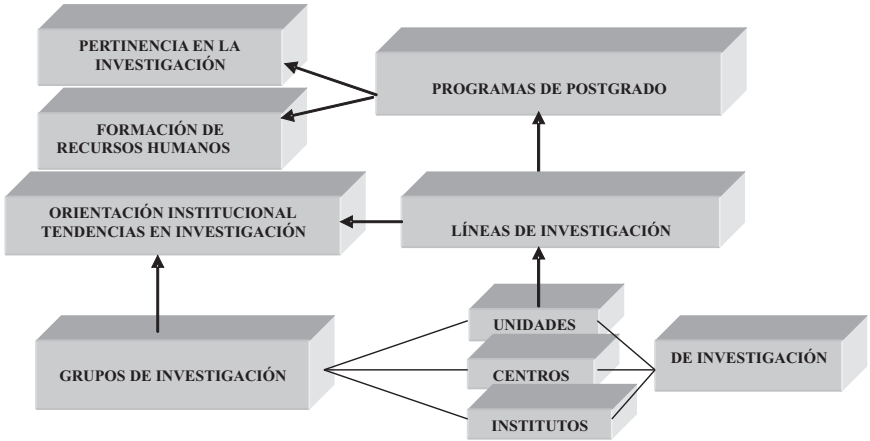 PERTINENCIA EN LA
INVESTIGACIÓN
PROGRAMAS DE POSTGRADO
FORMACIÓN DE
RECURSOS HUMANOS
ORIENTACIÓN INSTITUCIONAL
TENDENCIAS EN INVESTIGACIÓN
LÍNEAS DE INVESTIGACIÓN
UNIDADES
DE INVESTIGACIÓN
GRUPOS DE INVESTIGACIÓN
CENTROS
INSTITUTOS